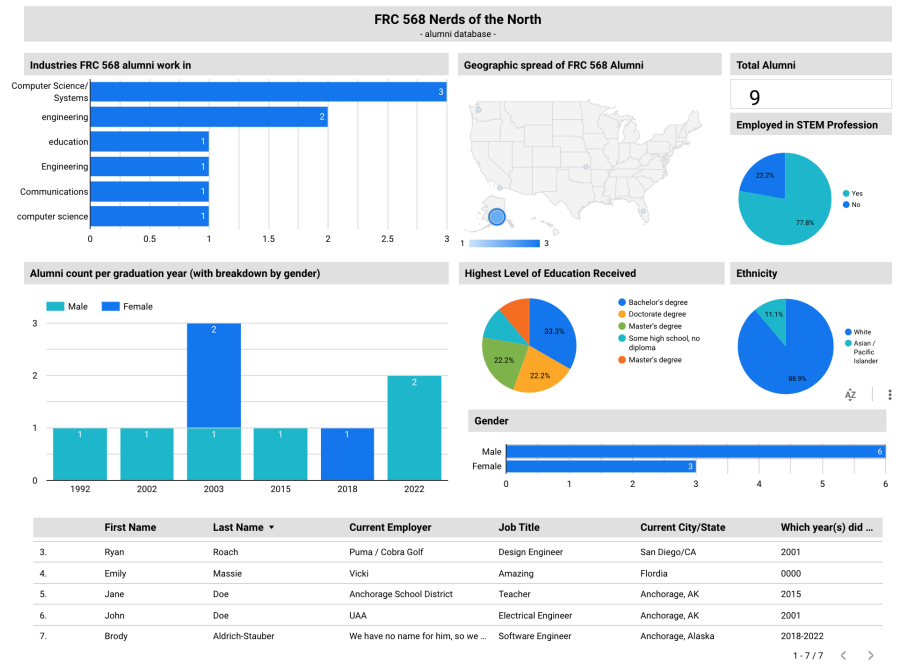 FRC 568 Nerds of the North
- alumni database -
Industries FRC 568 alumni work in
Computer Science/
Systems
3
engineering
2
education
1
Engineering
1
Communications
1
computer science
1
0 0.5 1 1.5 2 2.5 3
Geographic spread of FRC 568 Alumni
1 3
Total Alumni
9
Employed in STEM Profession
22.2%
77.8%
Yes
No
Alumni count per graduation year (with breakdown by gender)
Male Female
3
2
1
0
1 1 2 1 1 1 2
1992 2002 2003 2015 2018 2022
Highest Level of Education Received
33.3%
22.2%
22.2%
Bachelor's degree
Doctorate degree
Master's degree
Some high school, no
diploma
Master's degree
Ethnicity
11.1%
88.9%
White
Asian /
Pacific
Islander
AZ
Gender
Male 6
Female 3
0 1 2 3 4 5 6
First Name Last Name Current Employer Job Title Current City/State Which year(s) did ...
3. Ryan Roach Puma / Cobra Golf Design Engineer San Diego/CA 2001
4. Emily Massie Vicki Amazing Flordia 0000
5. Jane Doe Anchorage School District Teacher Anchorage, AK 2015
6. John Doe UAA Electrical Engineer Anchorage, AK 2001
7. Brody Aldrich-Stauber We have no name for him, so we ... Software Engineer Anchorage, Alaska 2018-2022
1 - 7 / 7